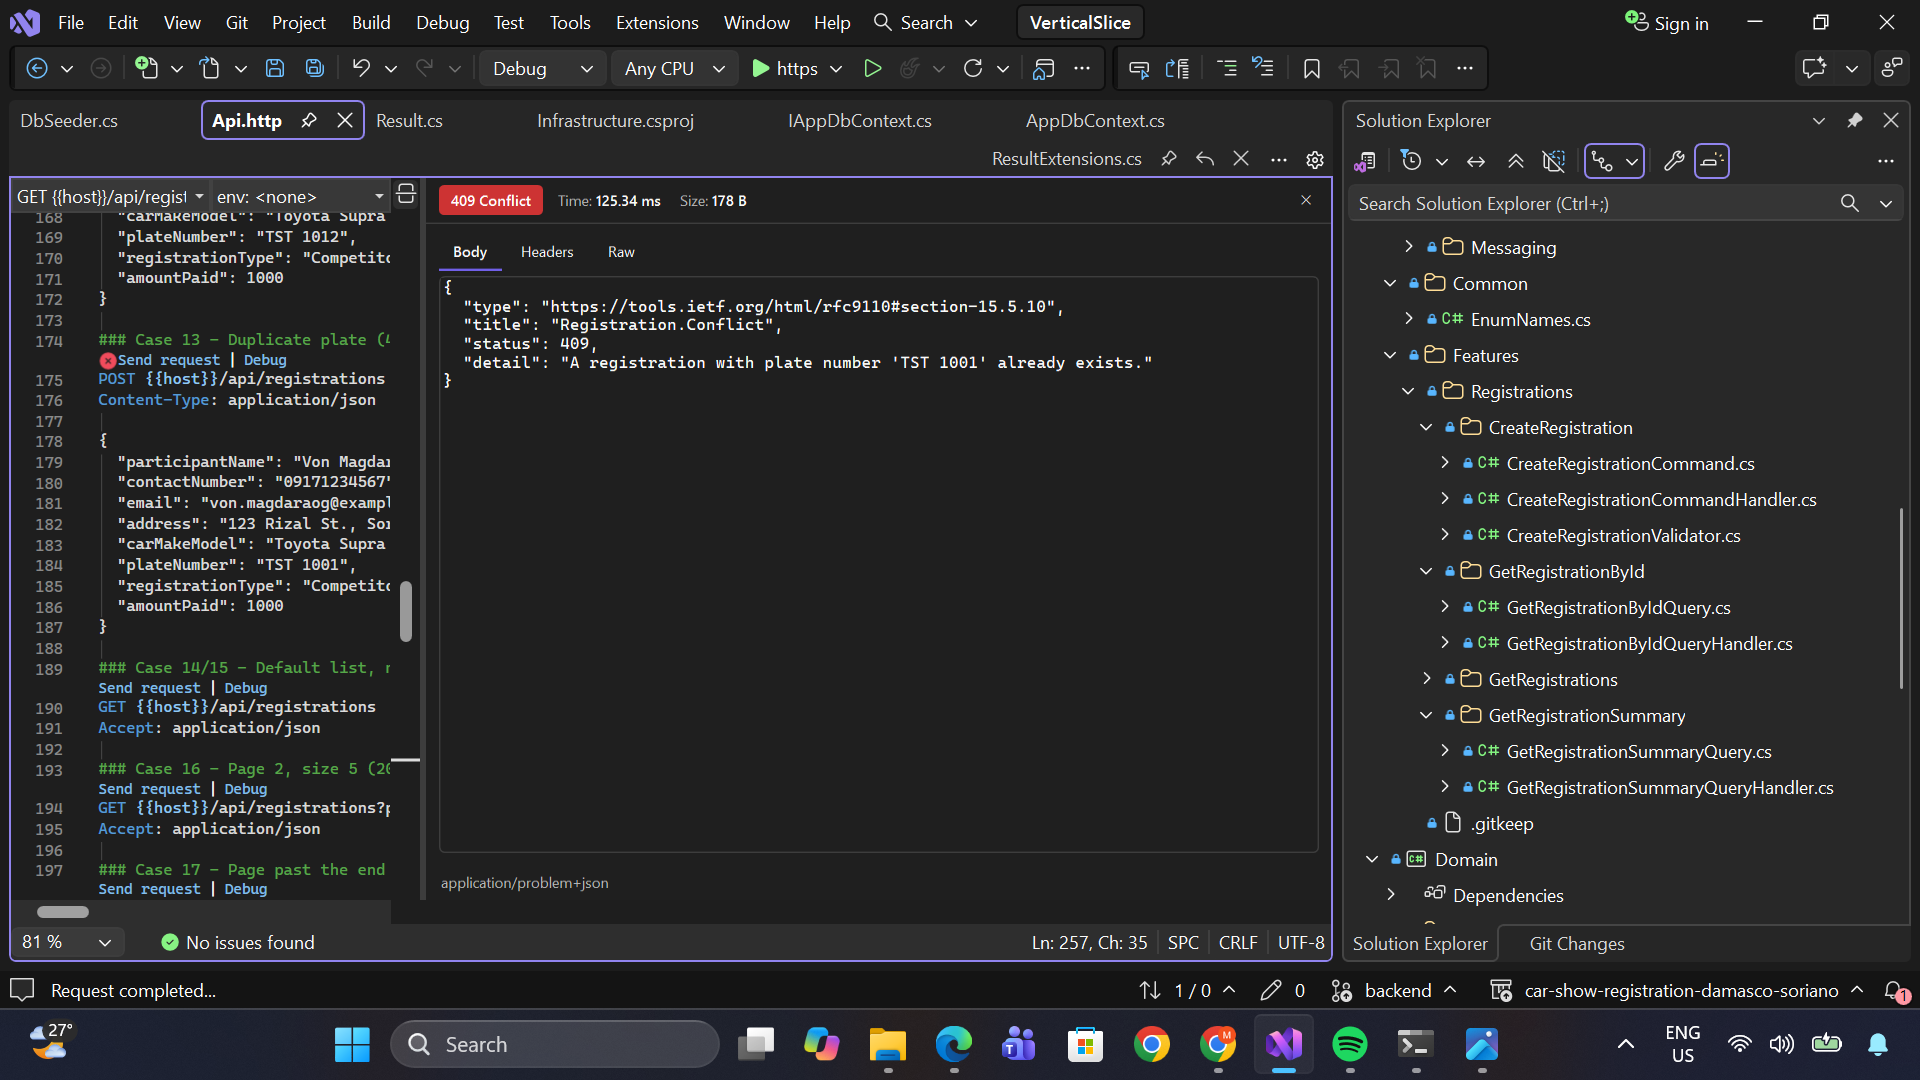 File Edit View Git Project Build Debug Test Tools Extensions Window Help Search VerticalSlice Sign in
Debug Any CPU https
DbSeeder.cs Api.http Result.cs Infrastructure.csproj IAppDbContext.cs AppDbContext.cs
ResultExtensions.cs
GET {{host}}/api/regist env: <none>
168 "carMakeModel": "Toyota Supra
169 "plateNumber": "TST 1012",
170 "registrationType": "Competito
171 "amountPaid": 1000
172 }
173
174 ### Case 13 - Duplicate plate (4
Send request | Debug
175 POST {{host}}/api/registrations
176 Content-Type: application/json
177
178 {
179 "participantName": "Von Magdar
180 "contactNumber": "09171234567"
181 "email": "von.magdaraog@exampl
182 "address": "123 Rizal St., Sor
183 "carMakeModel": "Toyota Supra
184 "plateNumber": "TST 1001",
185 "registrationType": "Competito
186 "amountPaid": 1000
187 }
188
189 ### Case 14/15 - Default list, n
Send request | Debug
190 GET {{host}}/api/registrations
191 Accept: application/json
192
193 ### Case 16 - Page 2, size 5 (20
Send request | Debug
194 GET {{host}}/api/registrations?p
195 Accept: application/json
196
197 ### Case 17 - Page past the end
Send request | Debug
81 % No issues found Ln: 257, Ch: 35 SPC CRLF UTF-8
409 Conflict Time: 125.34 ms Size: 178 B
Body Headers Raw
{
"type": "https://tools.ietf.org/html/rfc9110#section-15.5.10",
"title": "Registration.Conflict",
"status": 409,
"detail": "A registration with plate number 'TST 1001' already exists."
}
application/problem+json
Solution Explorer
Search Solution Explorer (Ctrl+;)
Messaging
Common
C# EnumNames.cs
Features
Registrations
CreateRegistration
C# CreateRegistrationCommand.cs
C# CreateRegistrationCommandHandler.cs
C# CreateRegistrationValidator.cs
GetRegistrationById
C# GetRegistrationByIdQuery.cs
C# GetRegistrationByIdQueryHandler.cs
GetRegistrations
GetRegistrationSummary
C# GetRegistrationSummaryQuery.cs
C# GetRegistrationSummaryQueryHandler.cs
.gitkeep
C# Domain
Dependencies
Solution Explorer Git Changes
Request completed... 1 / 0 0 backend car-show-registration-damasco-soriano 1
27° Search ENG
US